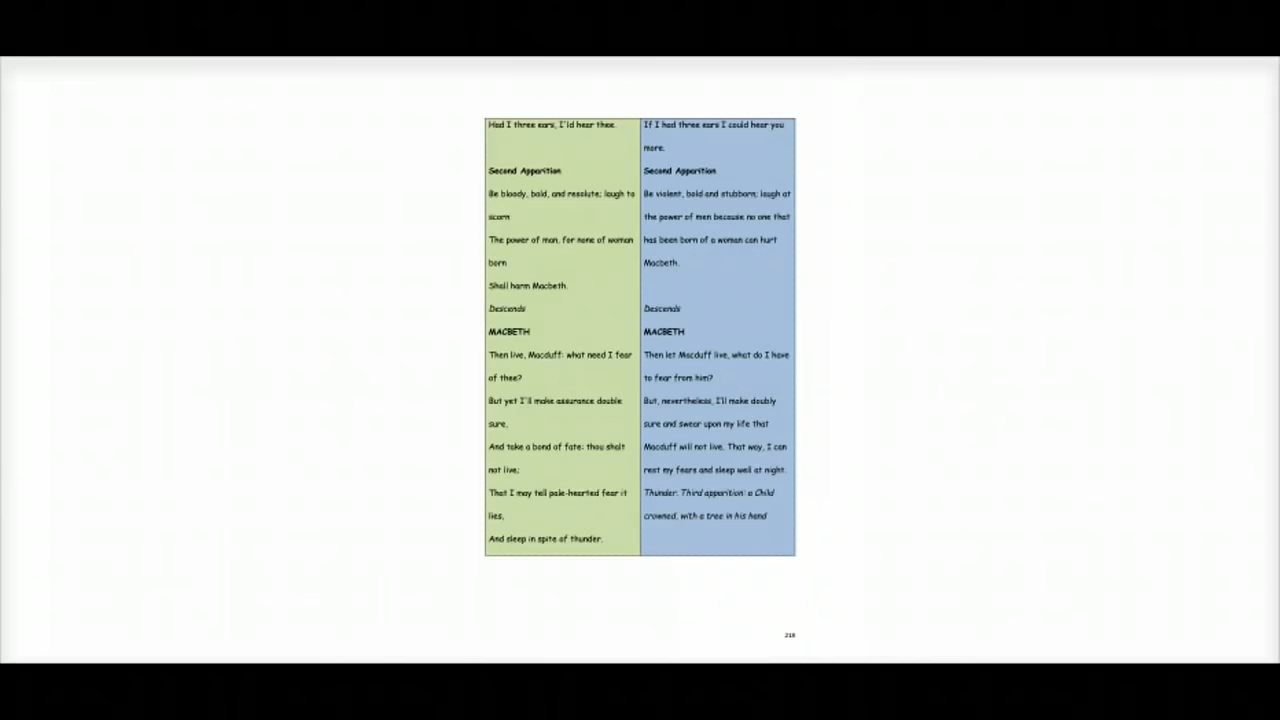 Had I three ears, I'ld hear thee.
Second Apparition
Be bloody, bold, and resolute; laugh to
scorn
The power of man, for none of woman
born
Shall harm Macbeth.
Descends
MACBETH
Then live, Macduff: what need I fear
of thee?
But yet I'll make assurance double
sure,
And take a bond of fate: thou shalt
not live;
That I may tell pale-hearted fear it
lies,
And sleep in spite of thunder.
If I had three ears I could hear you
more.
Second Apparition
Be violent, bold and stubborn; laugh at
the power of men because no one that
has been born of a woman can hurt
Macbeth.
Descends
MACBETH
Then let Macduff live, what do I have
to fear from him?
But, nevertheless, I'll make doubly
sure and swear upon my life that
Macduff will not live. That way, I can
rest my fears and sleep well at night.
Thunder. Third apparition: a Child
crowned, with a tree in his hand
218